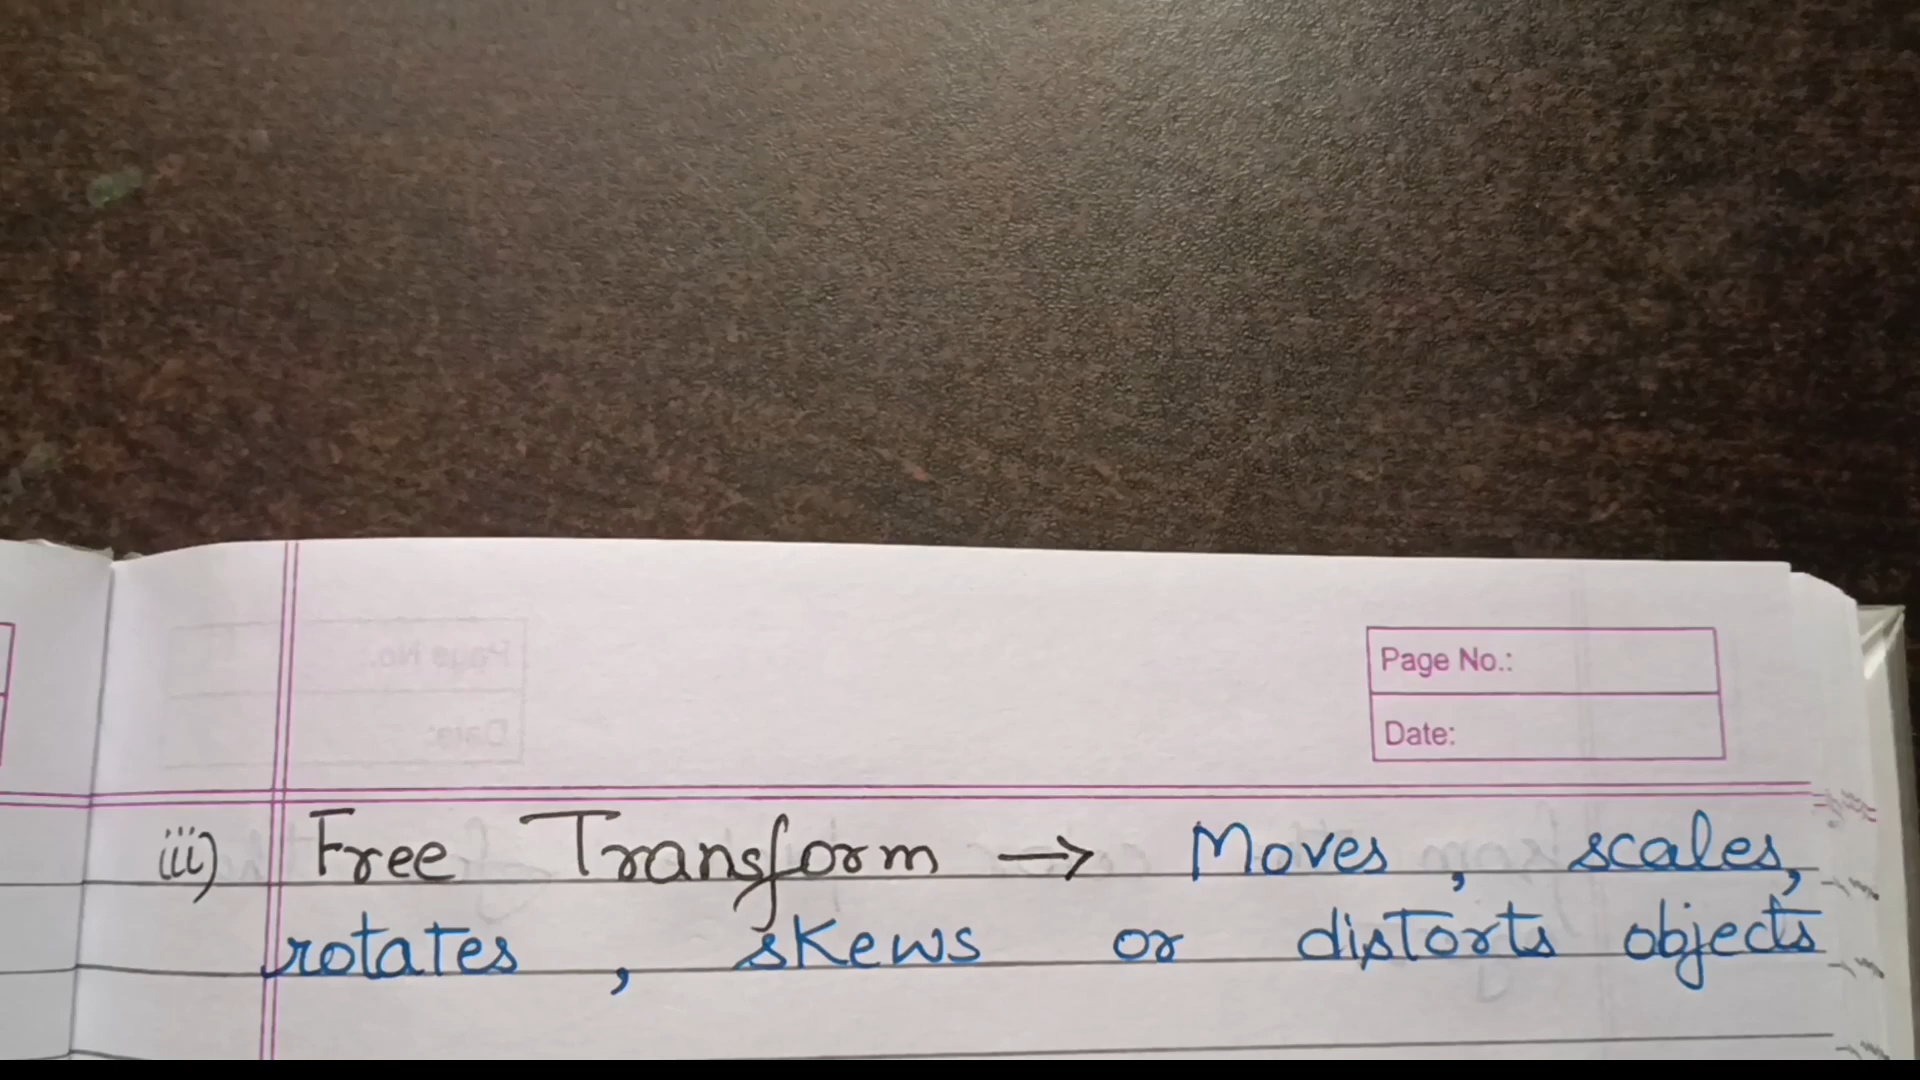 Page No.:
Date:
iii) Free Transform → Moves, scales,
rotates, skews or distorts objects